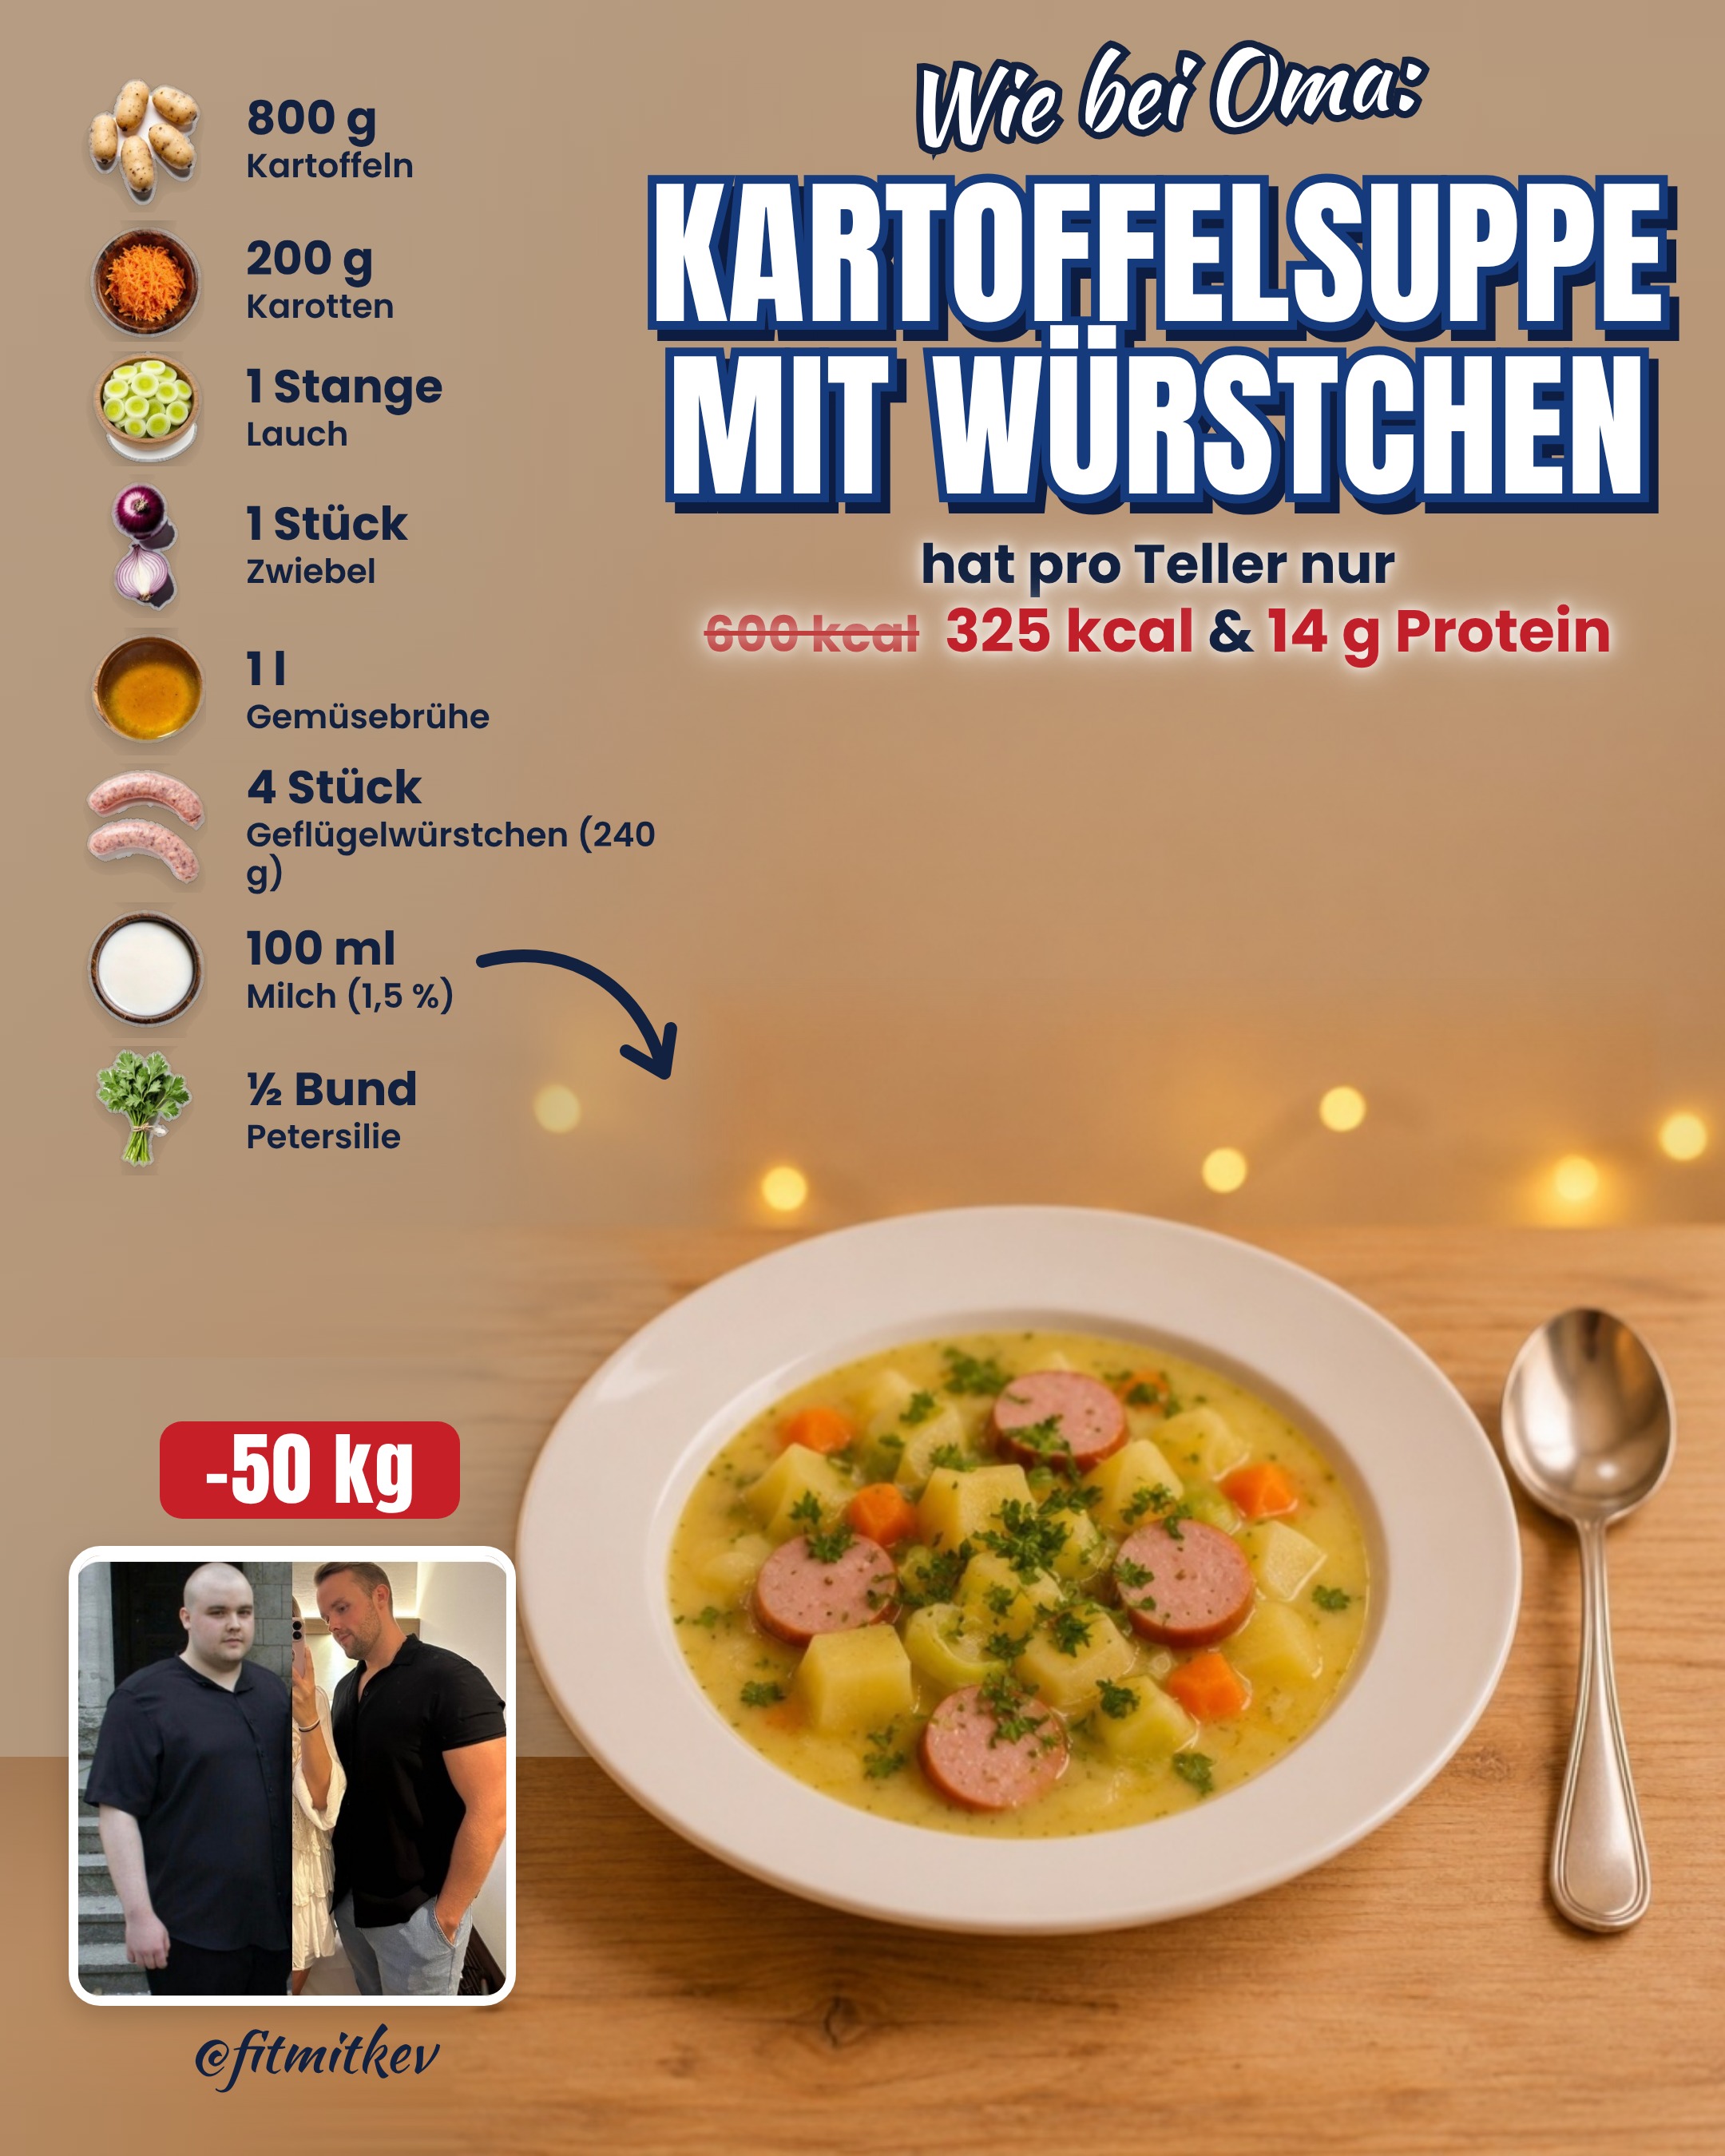 Wie bei Oma:
KARTOFFELSUPPE
MIT WÜRSTCHEN
hat pro Teller nur
600 kcal 325 kcal & 14 g Protein
800 g
Kartoffeln
200 g
Karotten
1 Stange
Lauch
1 Stück
Zwiebel
1 l
Gemüsebrühe
4 Stück
Geflügelwürstchen (240
g)
100 ml
Milch (1,5 %)
½ Bund
Petersilie
-50 kg
@fitmitkev